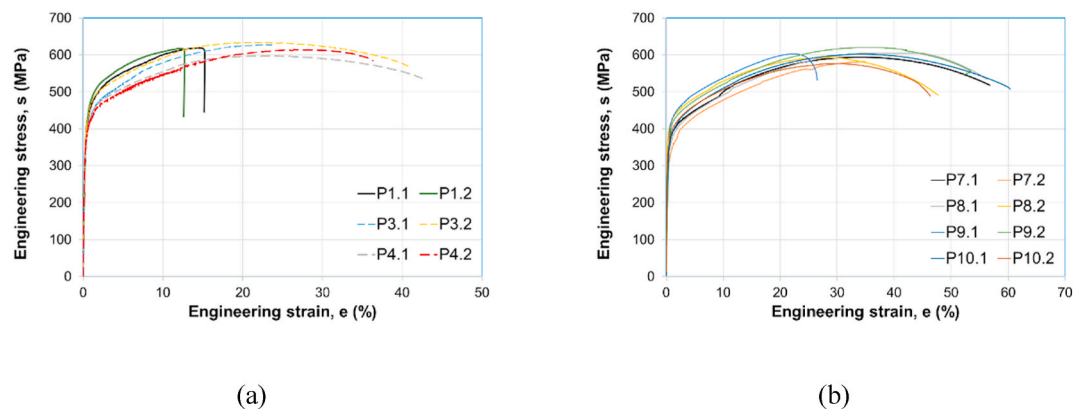 700
600
500
400
300
200
100
0
Engineering stress, s (MPa)
P1.1 P1.2
P3.1 P3.2
P4.1 P4.2
0 10 20 30 40 50
Engineering strain, e (%)
(a)
700
600
500
400
300
200
100
0
Engineering stress, s (MPa)
P7.1 P7.2
P8.1 P8.2
P9.1 P9.2
P10.1 P10.2
0 10 20 30 40 50 60 70
Engineering strain, e (%)
(b)